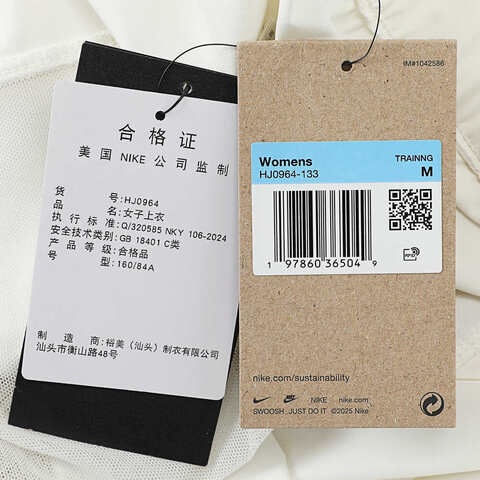 合格证
美国 NIKE 公司监制
货号:HJ0964
品名:女子上衣
执行标准:Q/320585 NKY 106-2024
安全技术类别:GB 18401 C类
产品等级:合格品
号型:160/84A
制造商:裕美(汕头)制衣有限公司
汕头市衡山路48号
IM#1042586
Womens TRAINNG
HJ0964-133 M
1 97860 36504 9
RFID
nike.com/sustainability
NIKE nike.com
SWOOSH JUST DO IT ©2025 Nike